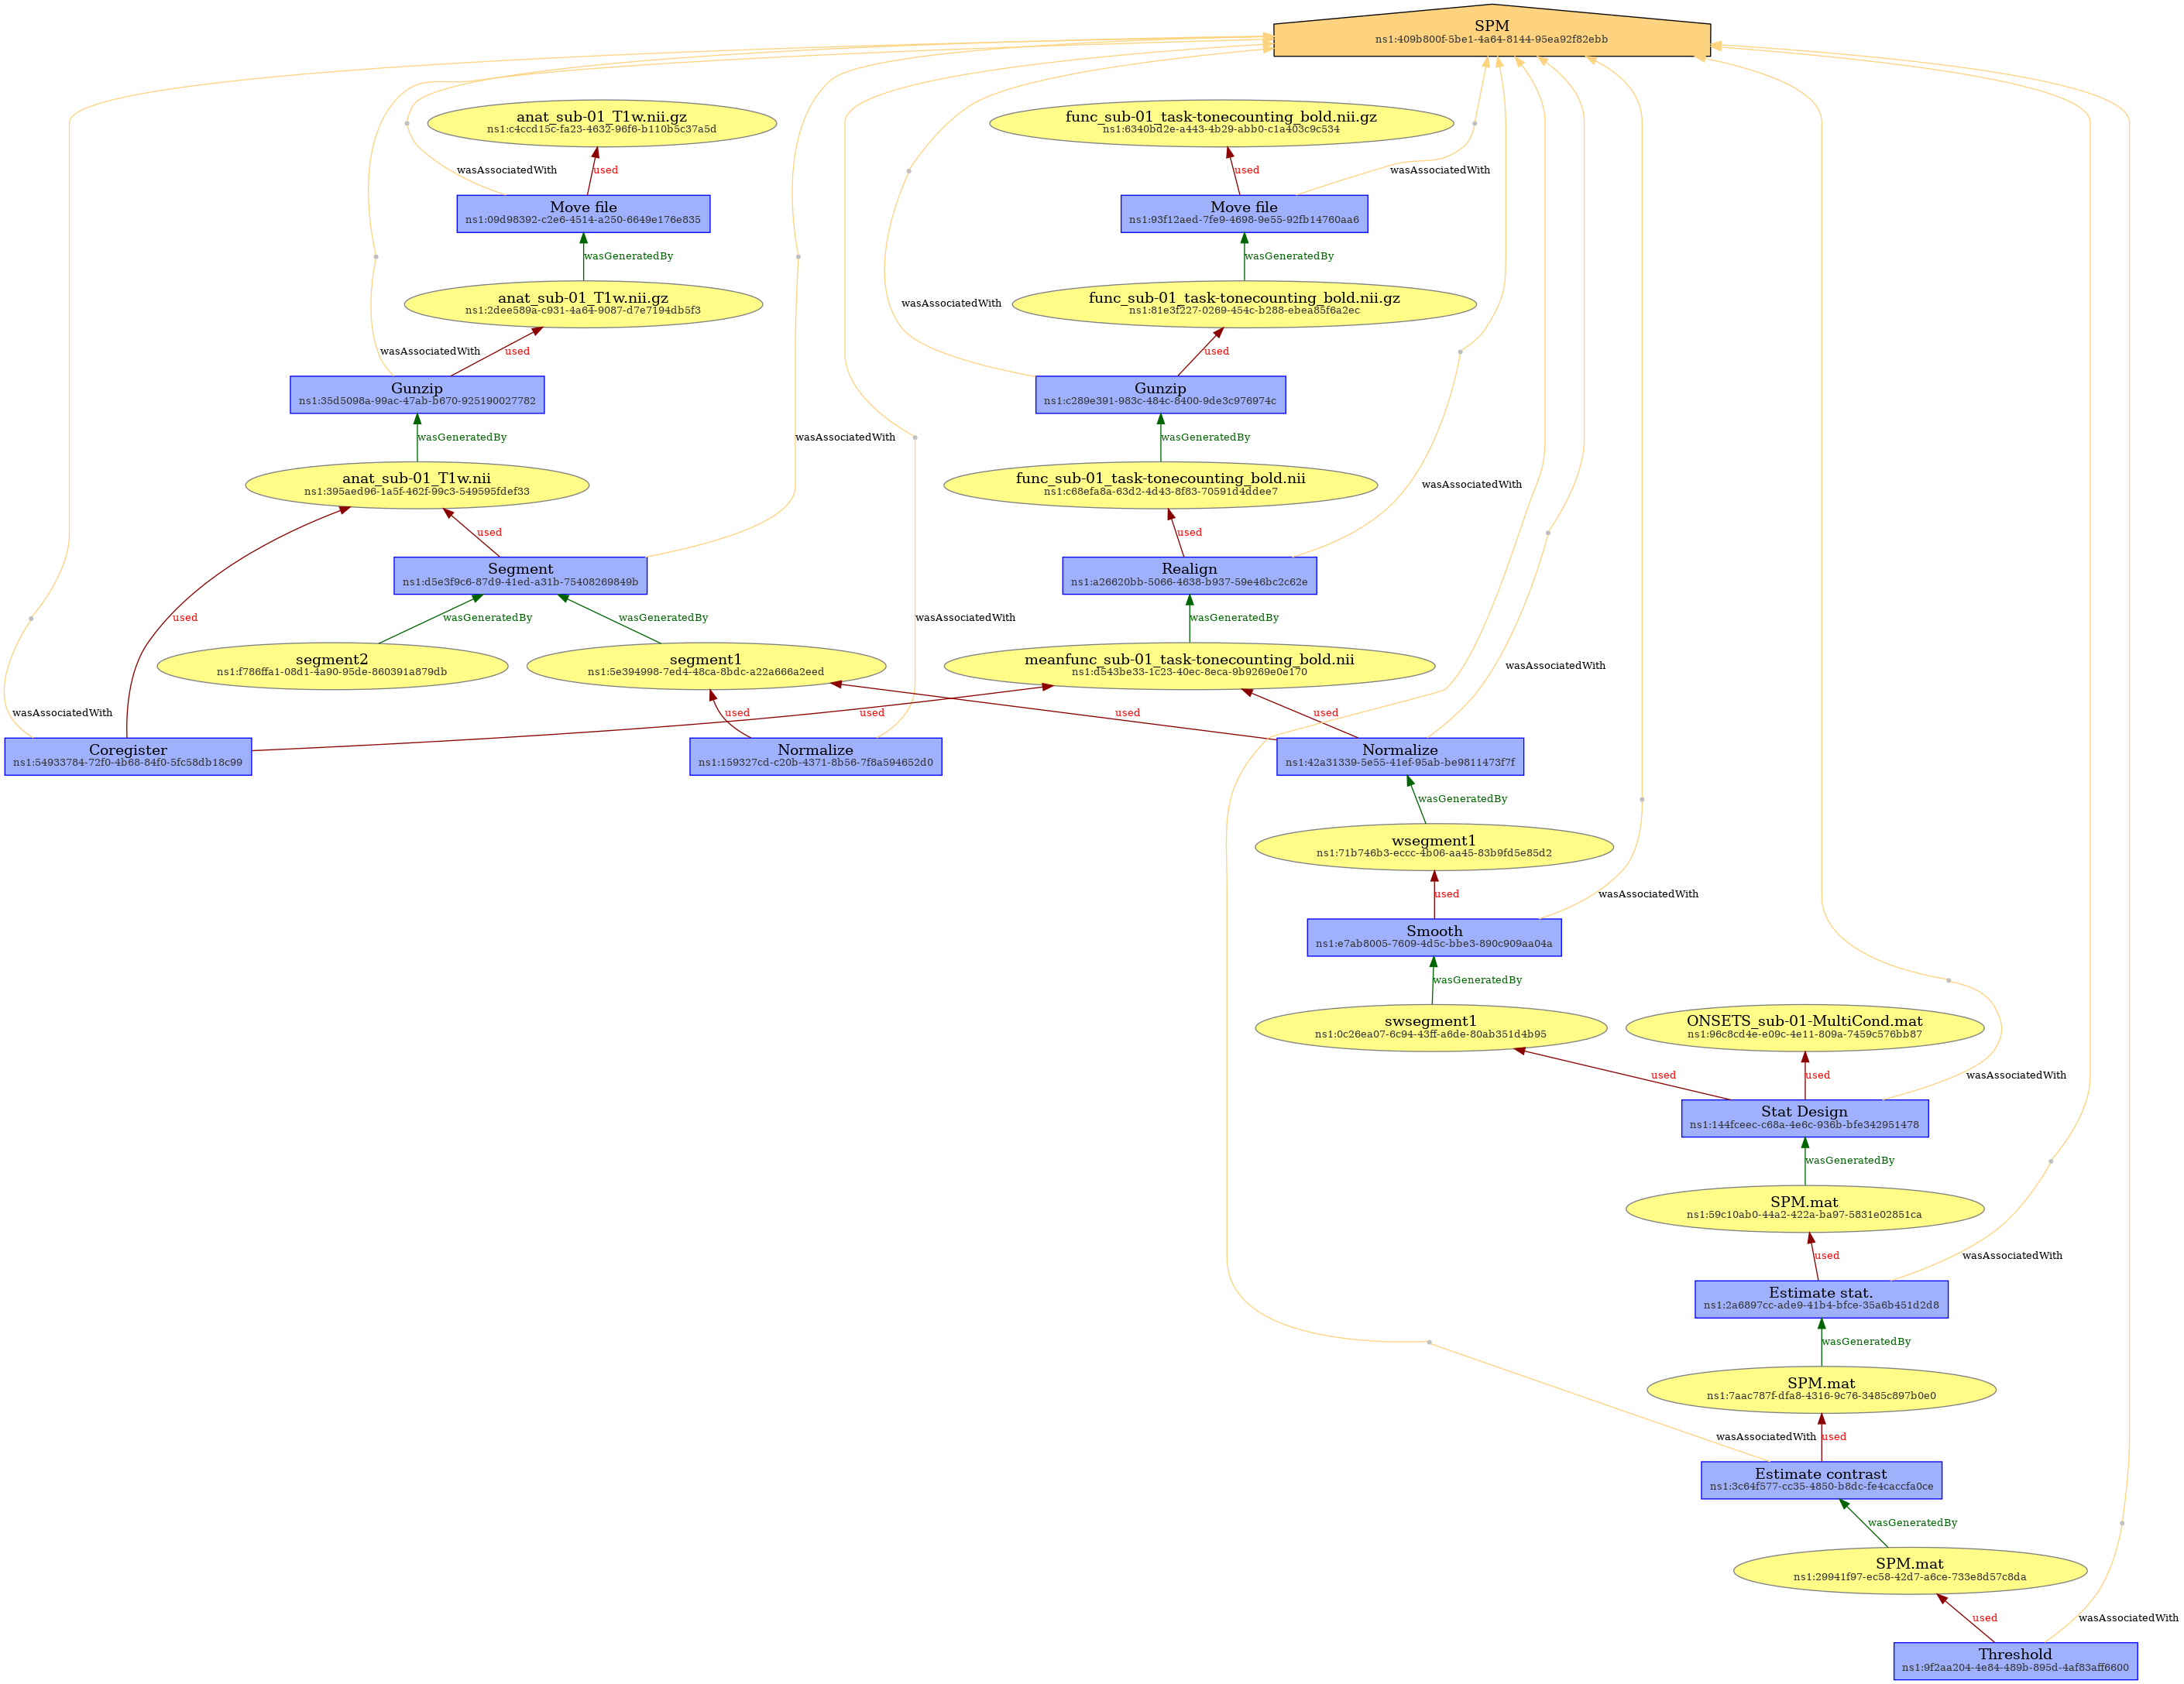 SPM
ns1:409b800f-5be1-4a64-8144-95ea92f82ebb
anat_sub-01_T1w.nii.gz
ns1:c4ccd15c-fa23-4632-96f6-b110b5c37a5d
func_sub-01_task-tonecounting_bold.nii.gz
ns1:6340bd2e-a443-4b29-abb0-c1a403c9c534
wasAssociatedWith
used
used
wasAssociatedWith
Move file
ns1:09d98392-c2e6-4514-a250-6649e176e835
Move file
ns1:93f12aed-7fe9-4698-9e55-92fb14760aa6
wasGeneratedBy
wasGeneratedBy
anat_sub-01_T1w.nii.gz
ns1:2dee589a-c931-4a64-9087-d7e7194db5f3
func_sub-01_task-tonecounting_bold.nii.gz
ns1:81e3f227-0269-454c-b288-ebea85f6a2ec
wasAssociatedWith
wasAssociatedWith
used
used
Gunzip
ns1:35d5098a-99ac-47ab-b670-925190027782
Gunzip
ns1:c289e391-983c-484c-8400-9de3c976974c
wasGeneratedBy
wasAssociatedWith
wasGeneratedBy
anat_sub-01_T1w.nii
ns1:395aed96-1a5f-462f-99c3-549595fdef33
func_sub-01_task-tonecounting_bold.nii
ns1:c68efa8a-63d2-4d43-8f83-70591d4ddee7
wasAssociatedWith
used
used
Segment
ns1:d5e3f9c6-87d9-41ed-a31b-75408269849b
Realign
ns1:a26620bb-5066-4638-b937-59e46bc2c62e
used
wasGeneratedBy
wasGeneratedBy
wasAssociatedWith
wasGeneratedBy
segment2
ns1:f786ffa1-08d1-4a90-95de-860391a879db
segment1
ns1:5e394998-7ed4-48ca-8bdc-a22a666a2eed
meanfunc_sub-01_task-tonecounting_bold.nii
ns1:d543be33-1c23-40ec-8eca-9b9269e0e170
wasAssociatedWith
wasAssociatedWith
used
used
used
used
Coregister
ns1:54933784-72f0-4b68-84f0-5fc58db18c99
Normalize
ns1:159327cd-c20b-4371-8b56-7f8a594652d0
Normalize
ns1:42a31339-5e55-41ef-95ab-be9811473f7f
wasGeneratedBy
wsegment1
ns1:71b746b3-eccc-4b06-aa45-83b9fd5e85d2
used
wasAssociatedWith
Smooth
ns1:e7ab8005-7609-4d5c-bbe3-890c909aa04a
wasGeneratedBy
swsegment1
ns1:0c26ea07-6c94-43ff-a6de-80ab351d4b95
ONSETS_sub-01-MultiCond.mat
ns1:96c8cd4e-e09c-4e11-809a-7459c576bb87
used
used
wasAssociatedWith
Stat Design
ns1:144fceec-c68a-4e6c-936b-bfe342951478
wasGeneratedBy
SPM.mat
ns1:59c10ab0-44a2-422a-ba97-5831e02851ca
used
wasAssociatedWith
Estimate stat.
ns1:2a6897cc-ade9-41b4-bfce-35a6b451d2d8
wasGeneratedBy
SPM.mat
ns1:7aac787f-dfa8-4316-9c76-3485c897b0e0
wasAssociatedWith
used
Estimate contrast
ns1:3c64f577-cc35-4850-b8dc-fe4caccfa0ce
wasGeneratedBy
SPM.mat
ns1:29941f97-ec58-42d7-a6ce-733e8d57c8da
used
wasAssociatedWith
Threshold
ns1:9f2aa204-4e84-489b-895d-4af83aff6600